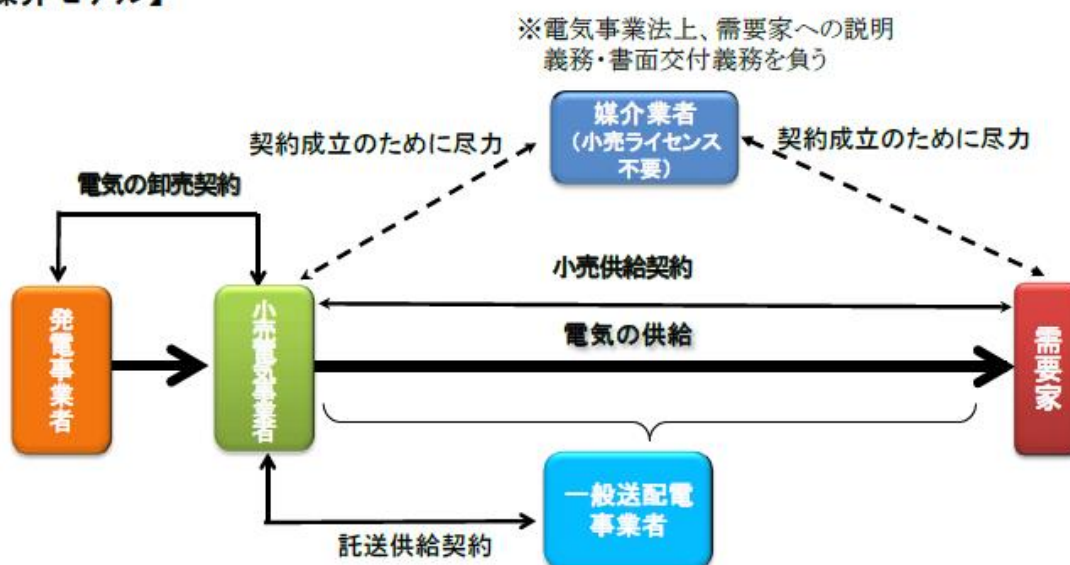 ※電気事業法上、需要家への説明
義務・書面交付義務を負う
媒介業者
(小売ライセンス
不要)
契約成立のために尽力
契約成立のために尽力
電気の卸売契約
小売供給契約
電気の供給
発電事業者
小売電気事業者
需要家
一般送配電
事業者
託送供給契約